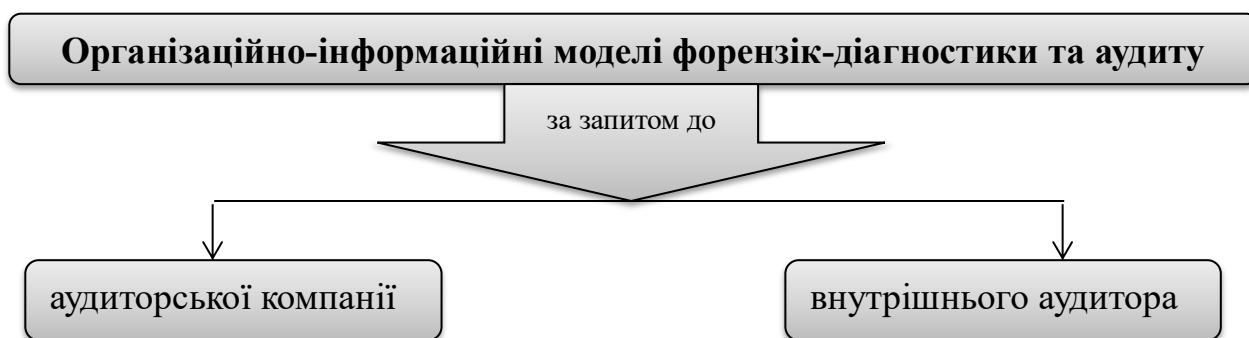 Організаційно-інформаційні моделі форензік-діагностики та аудиту
за запитом до
аудиторської компанії
внутрішнього аудитора